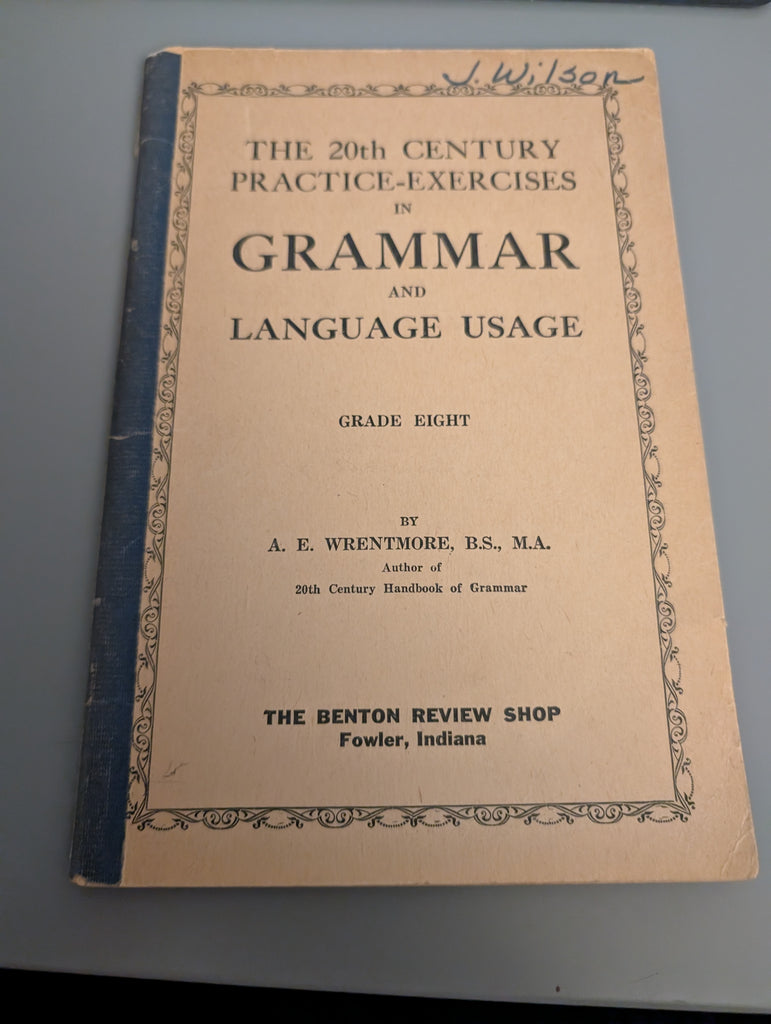 J. Wilson
THE 20th CENTURY
PRACTICE-EXERCISES
IN
GRAMMAR
AND
LANGUAGE USAGE
GRADE EIGHT
BY
A. E. WRENTMORE, B.S., M.A.
Author of
20th Century Handbook of Grammar
THE BENTON REVIEW SHOP
Fowler, Indiana